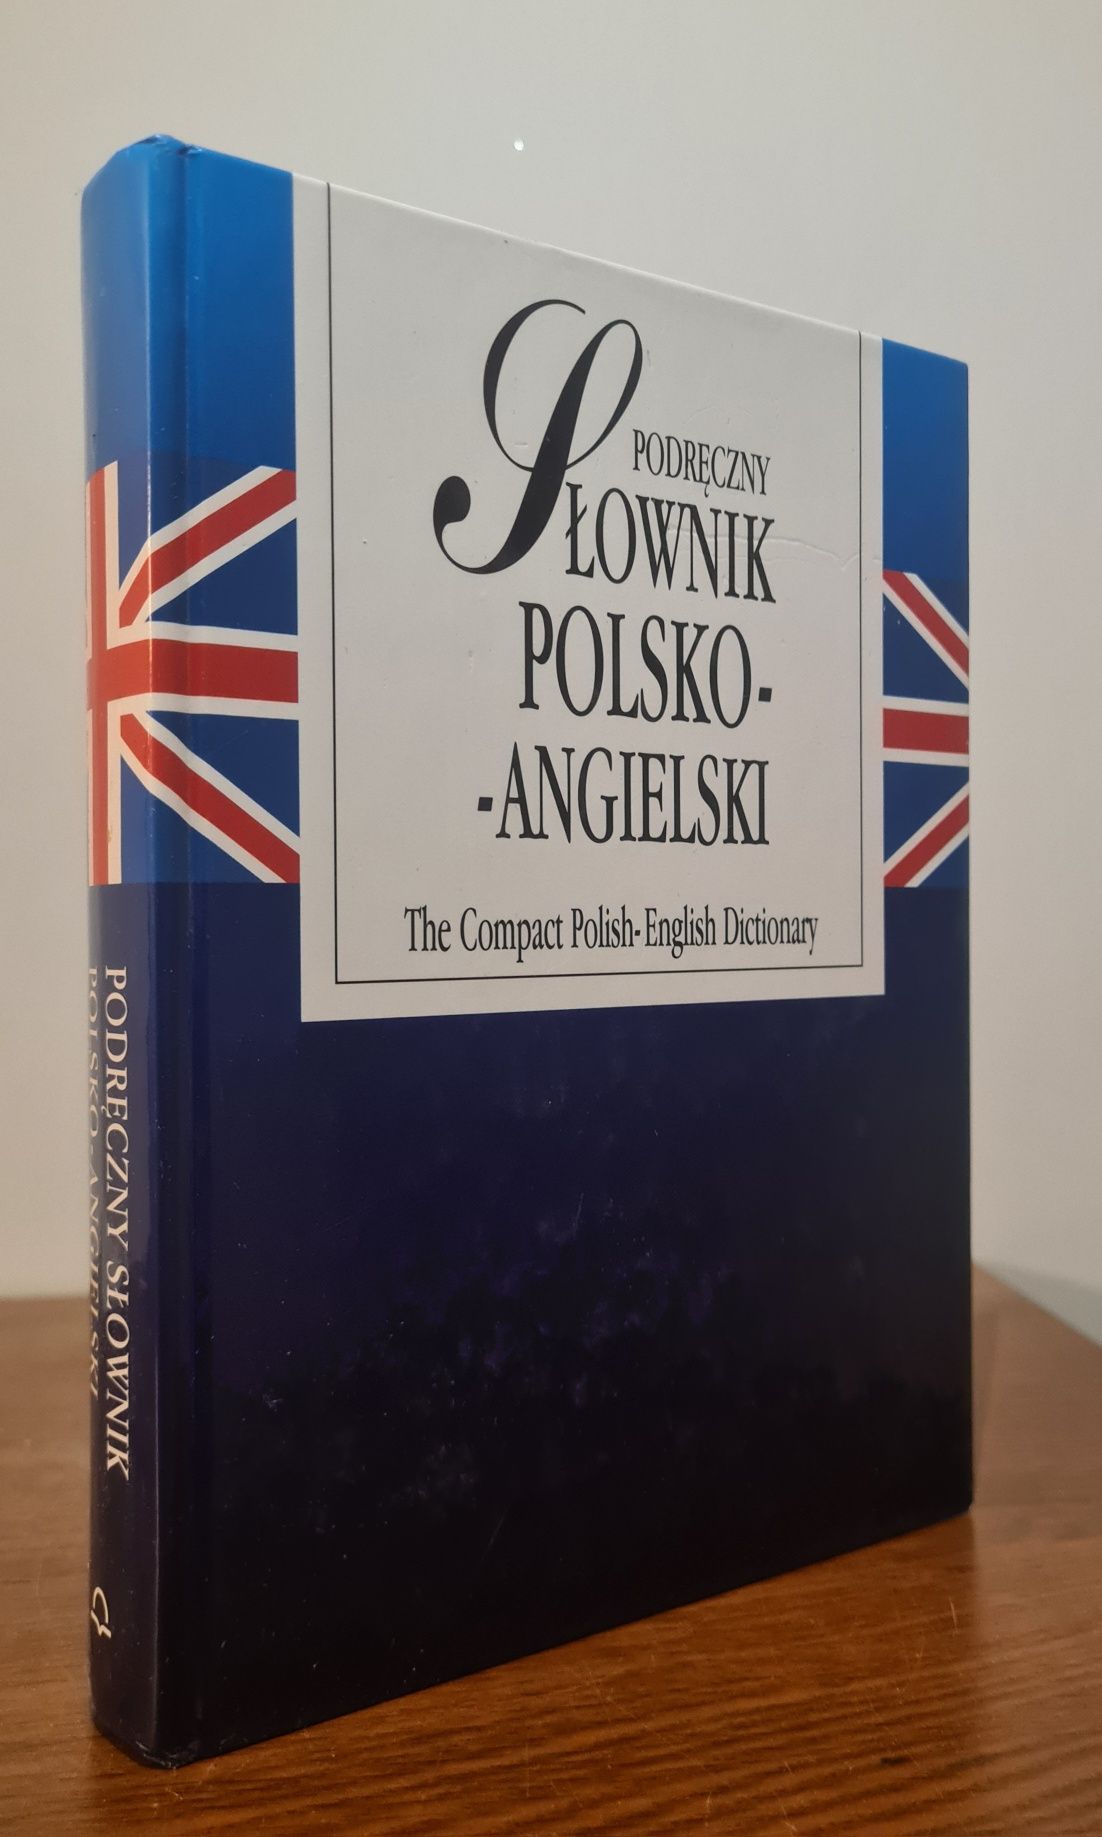 PODRĘCZNY
SŁOWNIK
POLSKO-
-ANGIELSKI
The Compact Polish-English Dictionary
PODRĘCZNY SŁOWNIK
POLSKO-ANGIELSKI